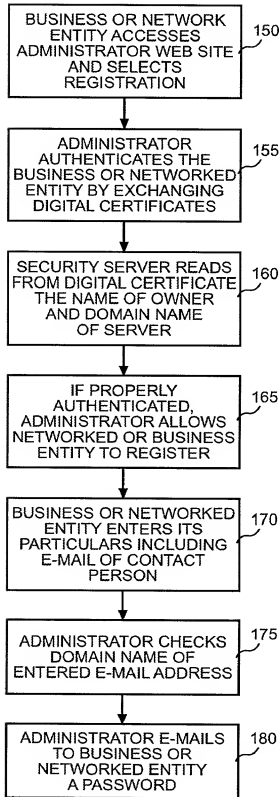 BUSINESS OR NETWORK
ENTITY ACCESSES
ADMINISTRATOR WEB SITE
AND SELECTS
REGISTRATION
150
ADMINISTRATOR
AUTHENTICATES THE
BUSINESS OR NETWORKED
ENTITY BY EXCHANGING
DIGITAL CERTIFICATES
155
SECURITY SERVER READS
FROM DIGITAL CERTIFICATE
THE NAME OF OWNER
AND DOMAIN NAME
OF SERVER
160
IF PROPERLY
AUTHENTICATED,
ADMINISTRATOR ALLOWS
NETWORKED OR BUSINESS
ENTITY TO REGISTER
165
BUSINESS OR NETWORKED
ENTITY ENTERS ITS
PARTICULARS INCLUDING
E-MAIL OF CONTACT
PERSON
170
ADMINISTRATOR CHECKS
DOMAIN NAME OF
ENTERED E-MAIL ADDRESS
175
ADMINISTRATOR E-MAILS
TO BUSINESS OR
NETWORKED ENTITY
A PASSWORD
180